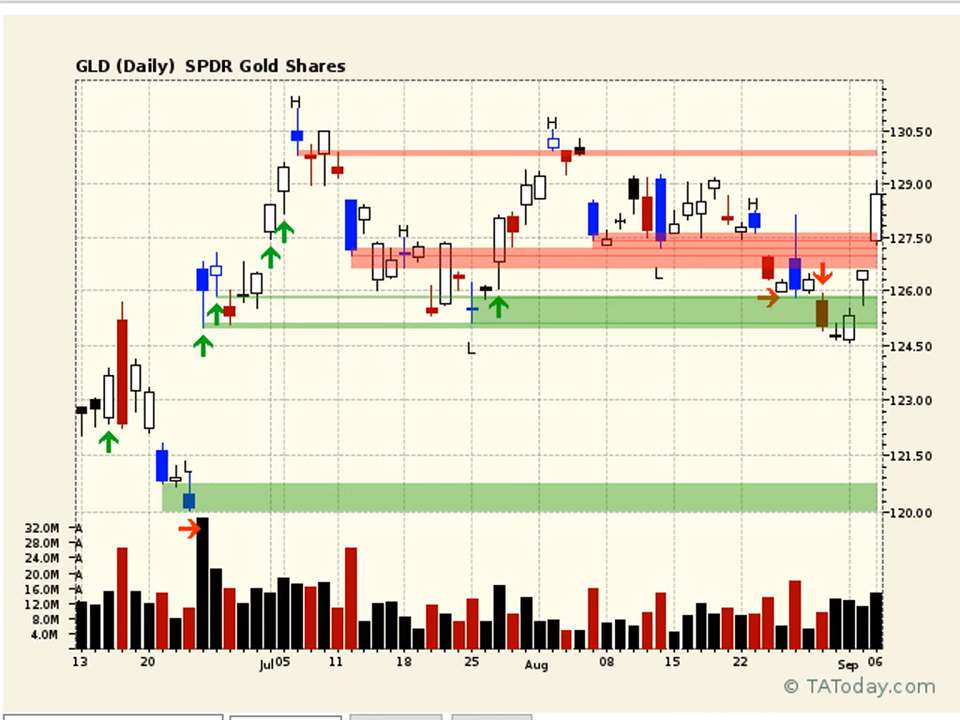 GLD (Daily) SPDR Gold Shares
H
H
130.50
129.00
H
H
127.50
L
126.00
L
124.50
123.00
L
121.50
120.00
32.0M A
28.0M A
24.0M A
20.0M A
16.0M A
12.0M A
8.0M A
4.0M
13 20 Jul 05 11 18 25 Aug 08 15 22 Sep 06
© TAToday.com